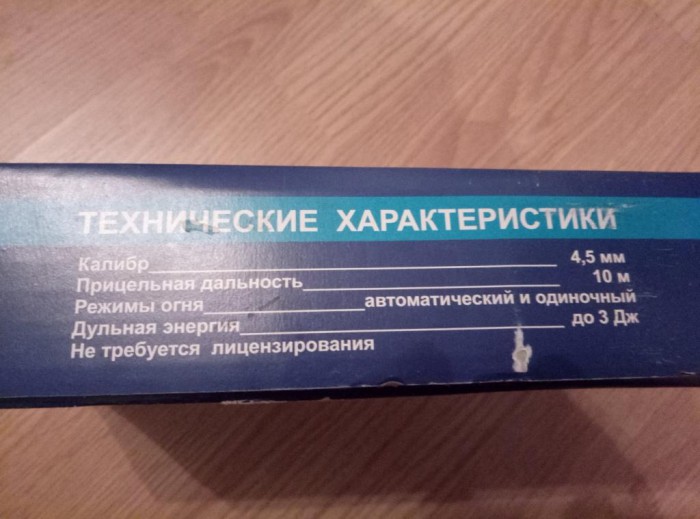 ТЕХНИЧЕСКИЕ ХАРАКТЕРИСТИКИ
Калибр 4,5 мм
Прицельная дальность 10 м
Режимы огня автоматический и одиночный
Дульная энергия до 3 Дж
Не требуется лицензирования